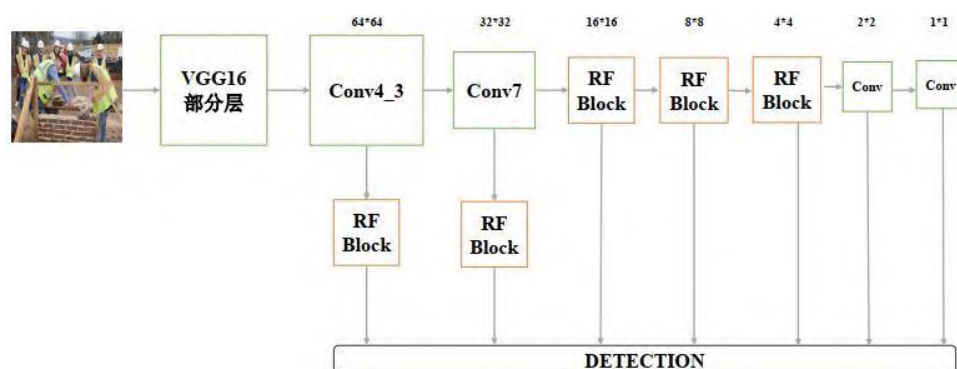 64*64
32*32
16*16
8*8
4*4
2*2
1*1
VGG16
部分层
Conv4_3
Conv7
RF
Block
RF
Block
RF
Block
Conv
Conv
RF
Block
RF
Block
DETECTION